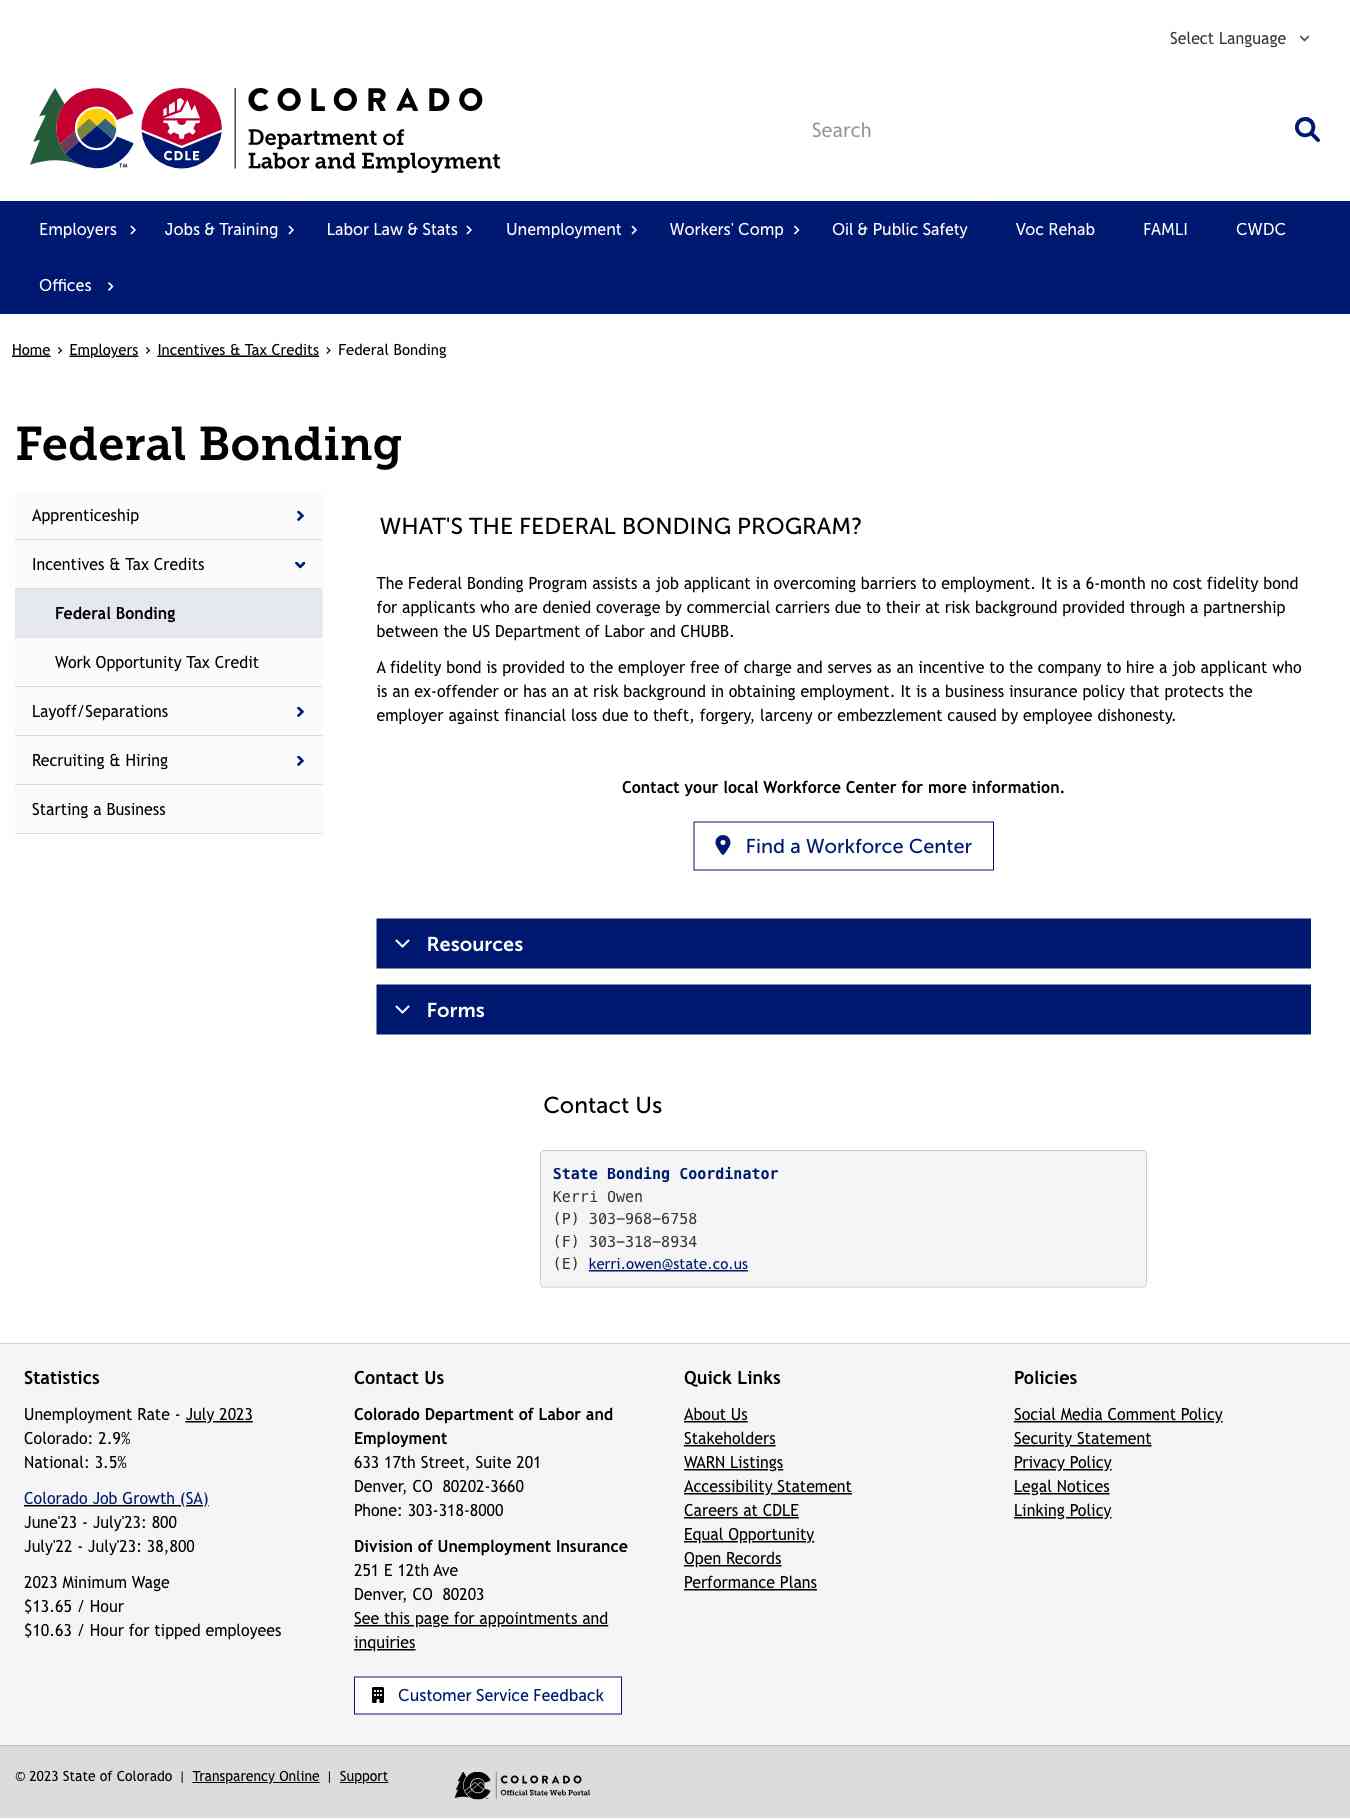 Select Language
COLORADO
Department of
Labor and Employment
CDLE
TM
Search
Employers Jobs & Training Labor Law & Stats Unemployment Workers' Comp Oil & Public Safety Voc Rehab FAMLI CWDC
Offices
Home › Employers › Incentives & Tax Credits › Federal Bonding
Federal Bonding
Apprenticeship
Incentives & Tax Credits
Federal Bonding
Work Opportunity Tax Credit
Layoff/Separations
Recruiting & Hiring
Starting a Business
WHAT'S THE FEDERAL BONDING PROGRAM?
The Federal Bonding Program assists a job applicant in overcoming barriers to employment. It is a 6-month no cost fidelity bond
for applicants who are denied coverage by commercial carriers due to their at risk background provided through a partnership
between the US Department of Labor and CHUBB.
A fidelity bond is provided to the employer free of charge and serves as an incentive to the company to hire a job applicant who
is an ex-offender or has an at risk background in obtaining employment. It is a business insurance policy that protects the
employer against financial loss due to theft, forgery, larceny or embezzlement caused by employee dishonesty.
Contact your local Workforce Center for more information.
Find a Workforce Center
Resources
Forms
Contact Us
State Bonding Coordinator
Kerri Owen
(P) 303-968-6758
(F) 303-318-8934
(E) kerri.owen@state.co.us
Statistics
Unemployment Rate - July 2023
Colorado: 2.9%
National: 3.5%
Colorado Job Growth (SA)
June'23 - July'23: 800
July'22 - July'23: 38,800
2023 Minimum Wage
$13.65 / Hour
$10.63 / Hour for tipped employees
Contact Us
Colorado Department of Labor and
Employment
633 17th Street, Suite 201
Denver, CO  80202-3660
Phone: 303-318-8000
Division of Unemployment Insurance
251 E 12th Ave
Denver, CO  80203
See this page for appointments and
inquiries
Customer Service Feedback
Quick Links
About Us
Stakeholders
WARN Listings
Accessibility Statement
Careers at CDLE
Equal Opportunity
Open Records
Performance Plans
Policies
Social Media Comment Policy
Security Statement
Privacy Policy
Legal Notices
Linking Policy
© 2023 State of Colorado | Transparency Online | Support
COLORADO
Official State Web Portal